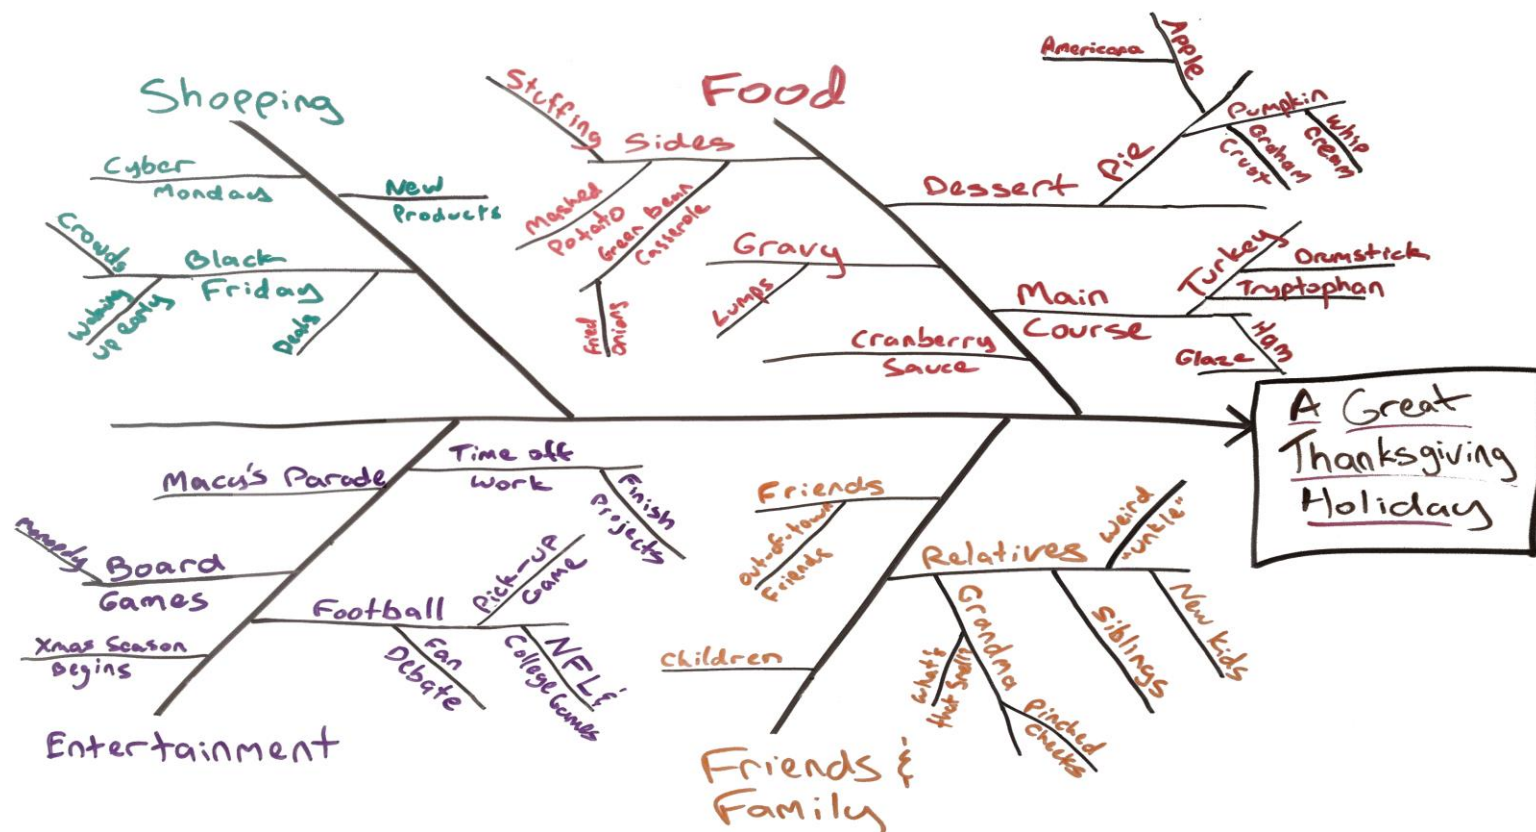 Shopping
Cyber
Mondays
New
Products
Crowds
Black
Friday
Waking
up early
Deals
Food
Stuffing
Sides
Mashed
Potato
Green bean
Casserole
Fried
Onions
Gravy
Lumps
Cranberry
Sauce
Dessert
Pie
Apple
Americana
Pumpkin
Graham
Crust
Whip
Cream
Main
Course
Turkey
Drumstick
Tryptophan
Ham
Glaze
A Great
Thanksgiving
Holiday
Entertainment
Time off
Work
Finish
Projects
Macy's Parade
Board
Games
Monopoly
Football
Pick-up
Game
Fan
Debate
NFL &
College Games
Xmas Season
Begins
Friends &
Family
Friends
out-of-town
Friends
Relatives
Weird
"unkle"
Grandma
What's
that smell
Pinched
Cheeks
Siblings
New kids
Children